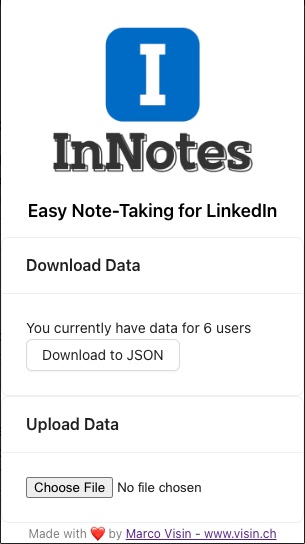 I
InNotes
Easy Note-Taking for LinkedIn
Download Data
You currently have data for 6 users
Download to JSON
Upload Data
Choose File No file chosen
Made with ❤️ by Marco Visin - www.visin.ch